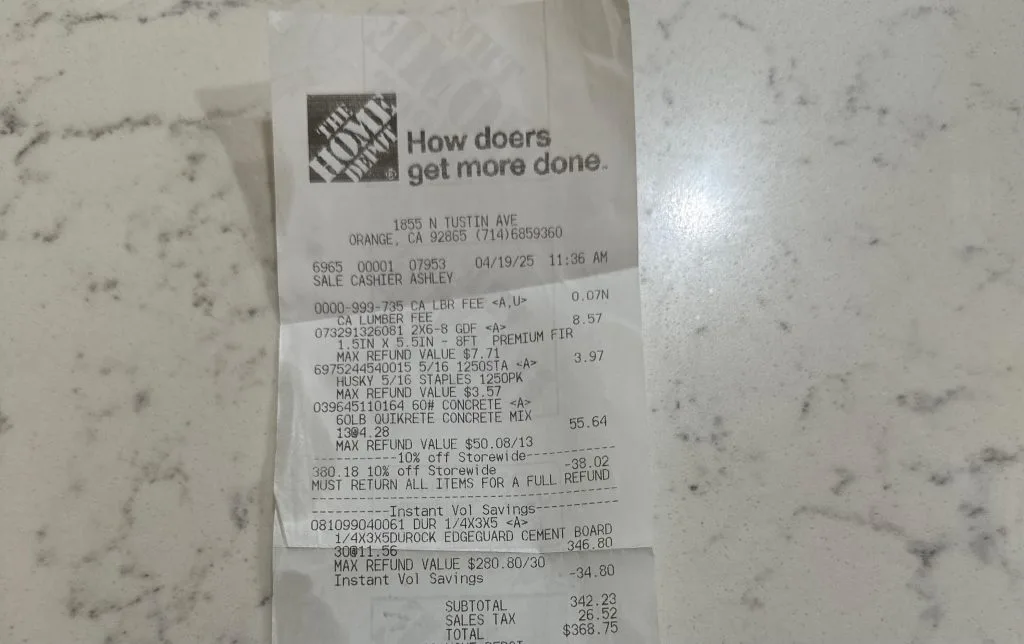 THE
HOME
DEPOT
How doers
get more done.
1855 N TUSTIN AVE
ORANGE, CA 92865 (714)6859360
6965 00001 07953 04/19/25 11:36 AM
SALE CASHIER ASHLEY
0000-999-735 CA LBR FEE <A,U> 0.07N
CA LUMBER FEE
073291326081 2X6-8 GDF <A> 8.57
1.5IN X 5.5IN - 8FT PREMIUM FIR
MAX REFUND VALUE $7.71
6975244540015 5/16 1250STA <A> 3.97
HUSKY 5/16 STAPLES 1250PK
MAX REFUND VALUE $3.57
039645110164 60# CONCRETE <A>
60LB QUIKRETE CONCRETE MIX
13@4.28 55.64
MAX REFUND VALUE $50.08/13
-----------10% off Storewide-----------
380.18 10% off Storewide -38.02
MUST RETURN ALL ITEMS FOR A FULL REFUND
---------------------------------------
----------Instant Vol Savings----------
081099040061 DUR 1/4X3X5 <A>
1/4X3X5DUROCK EDGEGUARD CEMENT BOARD
30@11.56 346.80
MAX REFUND VALUE $280.80/30
Instant Vol Savings -34.80
SUBTOTAL 342.23
SALES TAX 26.52
TOTAL $368.75